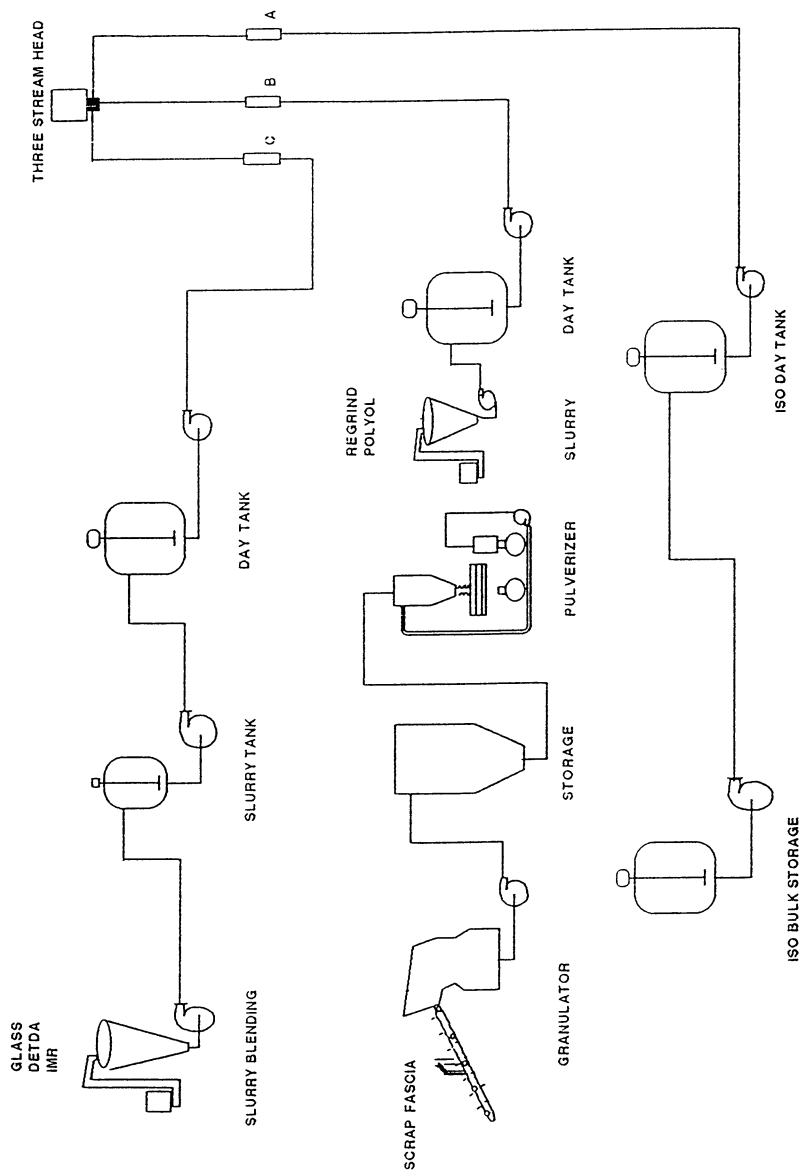 GLASS
DETDA
IMR
SLURRY BLENDING
SLURRY TANK
DAY TANK
THREE STREAM HEAD
C
B
A
SCRAP FASCIA
GRANULATOR
STORAGE
PULVERIZER
REGRIND
POLYOL
SLURRY
DAY TANK
ISO BULK STORAGE
ISO DAY TANK